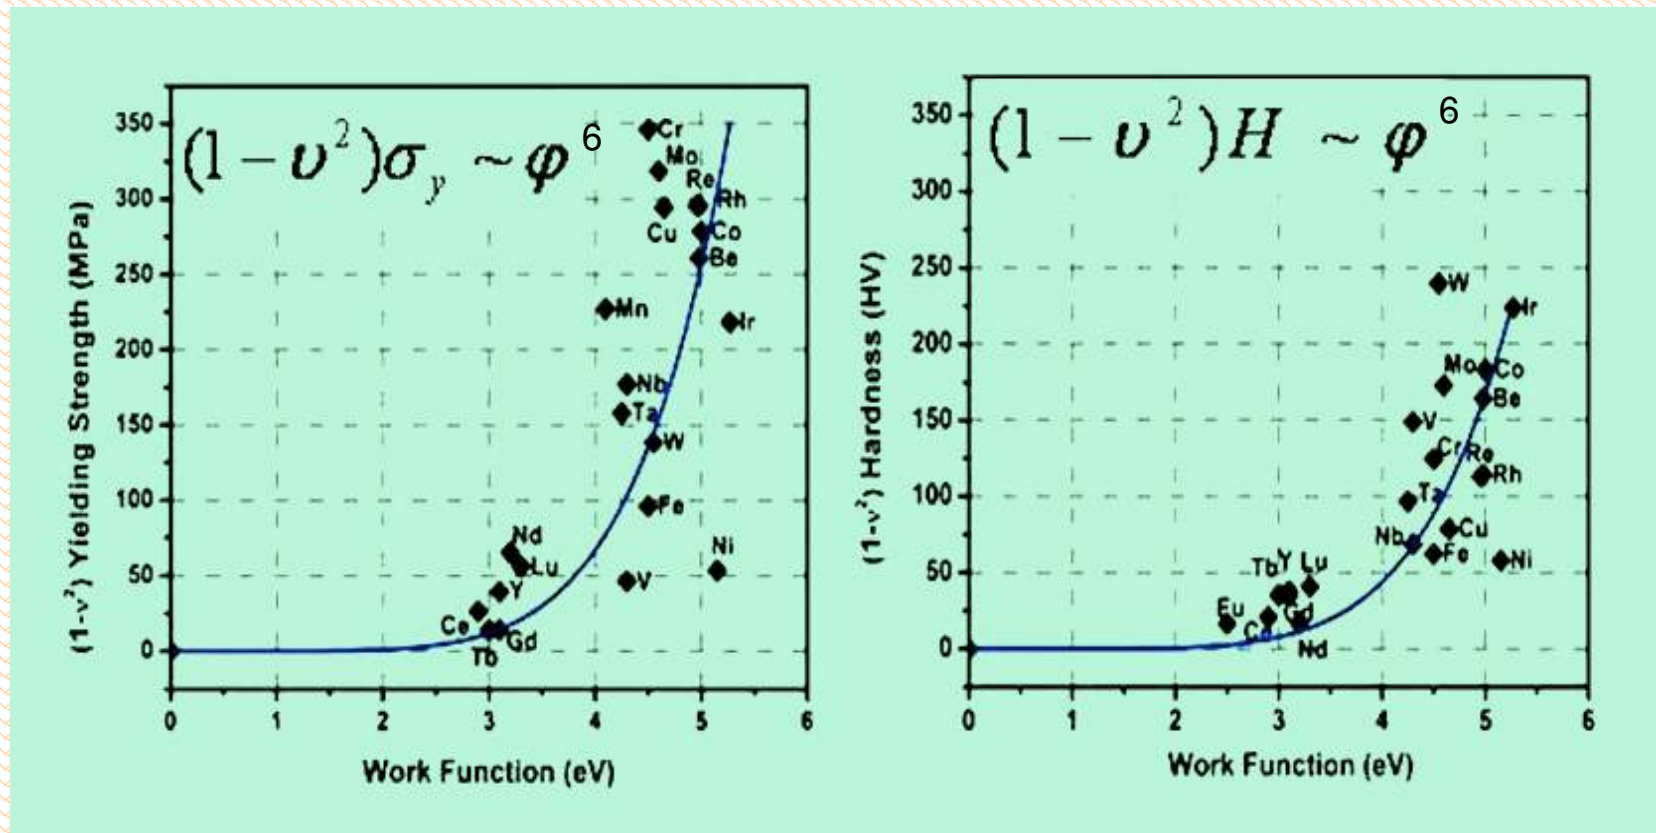 (1 − υ²)σy ~ φ⁶
(1-ν²) Yielding Strength (MPa)
350
300
250
200
150
100
50
0
Cr
Mo
Re
Rh
Cu
Co
Be
Mn
Ir
Nb
Ta
W
Fe
Nd
Ni
Lu
V
Y
Ce
Gd
Tb
0 1 2 3 4 5 6
Work Function (eV)
(1 − υ²)H ~ φ⁶
(1-ν²) Hardness (HV)
350
300
250
200
150
100
50
0
W
Ir
Mo
Co
Be
V
Cr
Re
Rh
Ta
Cu
Nb
Fe
Ni
Tb
Y
Lu
Eu
Gd
Ce
Nd
0 1 2 3 4 5 6
Work Function (eV)